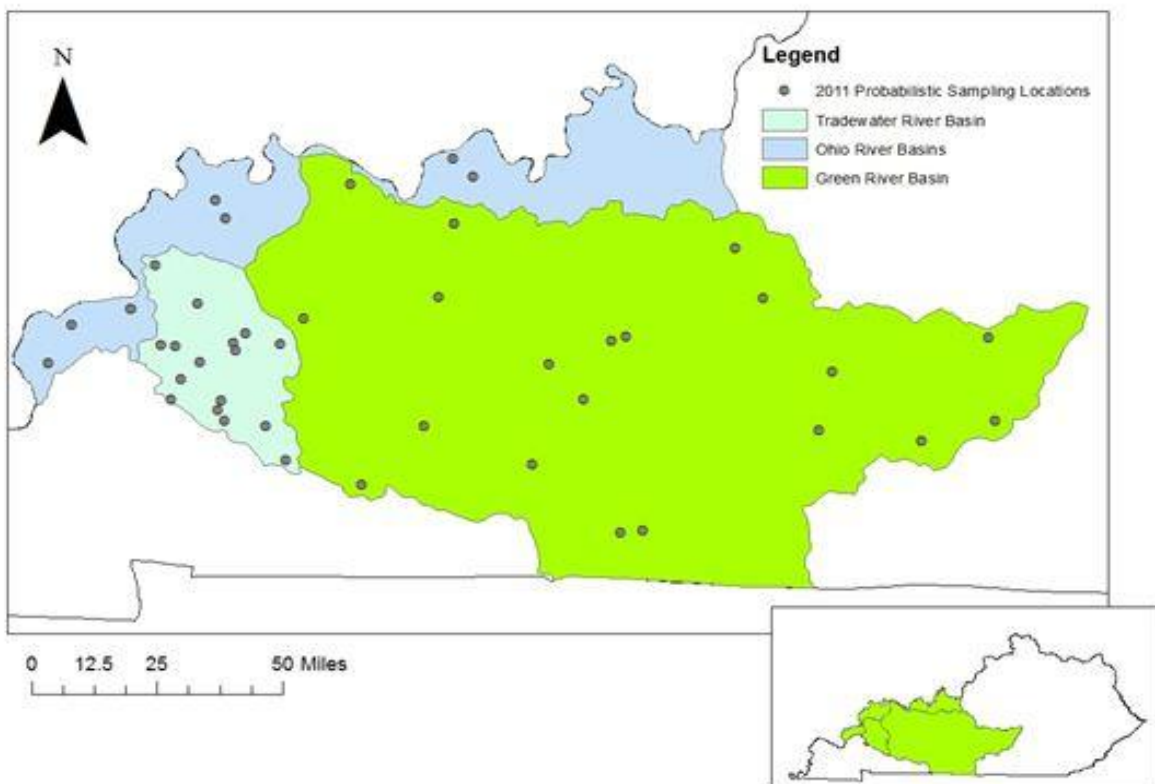 N
Legend
2011 Probabilistic Sampling Locations
Tradewater River Basin
Ohio River Basins
Green River Basin
0 12.5 25 50 Miles